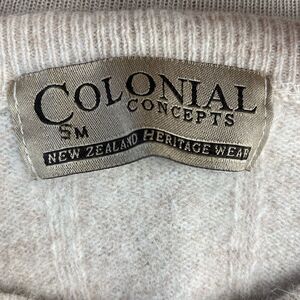 COLONIAL
CONCEPTS
SM
NEW ZEALAND HERITAGE WEAR